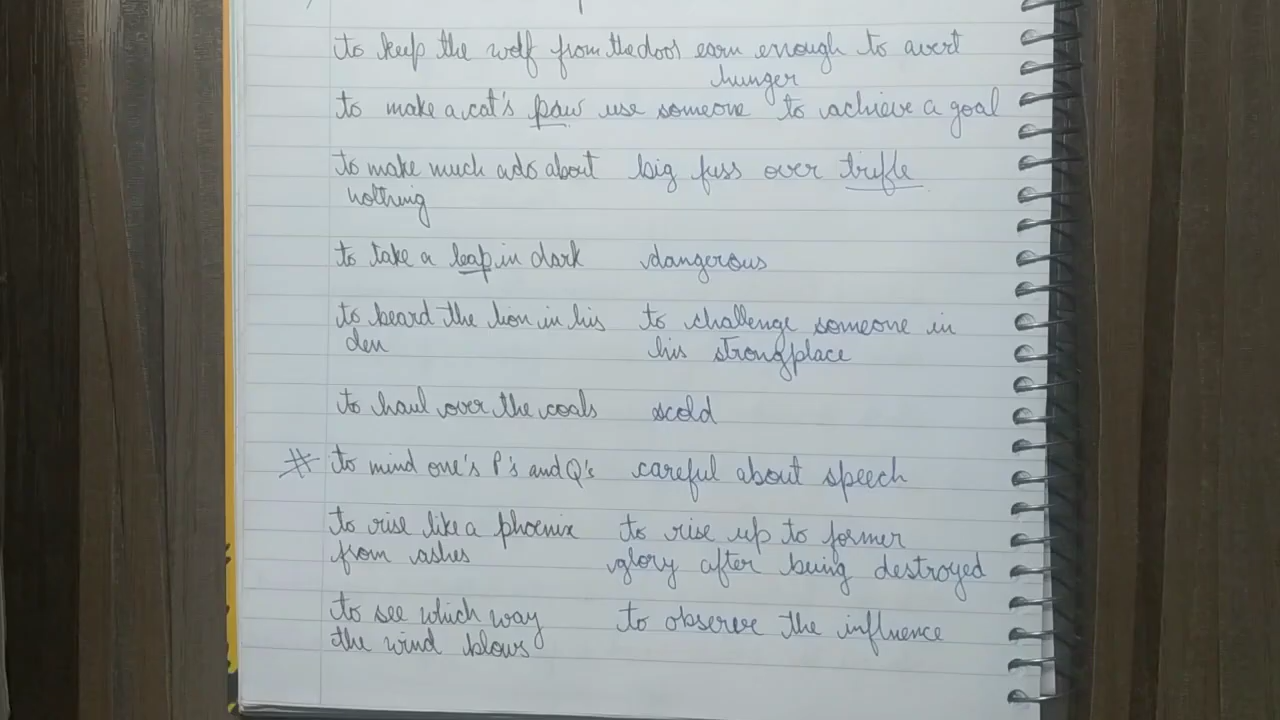 to keep the wolf from the door earn enough to avert
hunger
to make a cat's paw use someone to achieve a goal
to make much ado about big fuss over trifle
nothing
to take a leap in dark dangerous
to beard the lion in his to challenge someone in
den his strong place
to haul over the coals scold
# to mind one's P's and Q's careful about speech
to rise like a phoenix to rise up to former
from ashes glory after being destroyed
to see which way to observe the influence
the wind blows